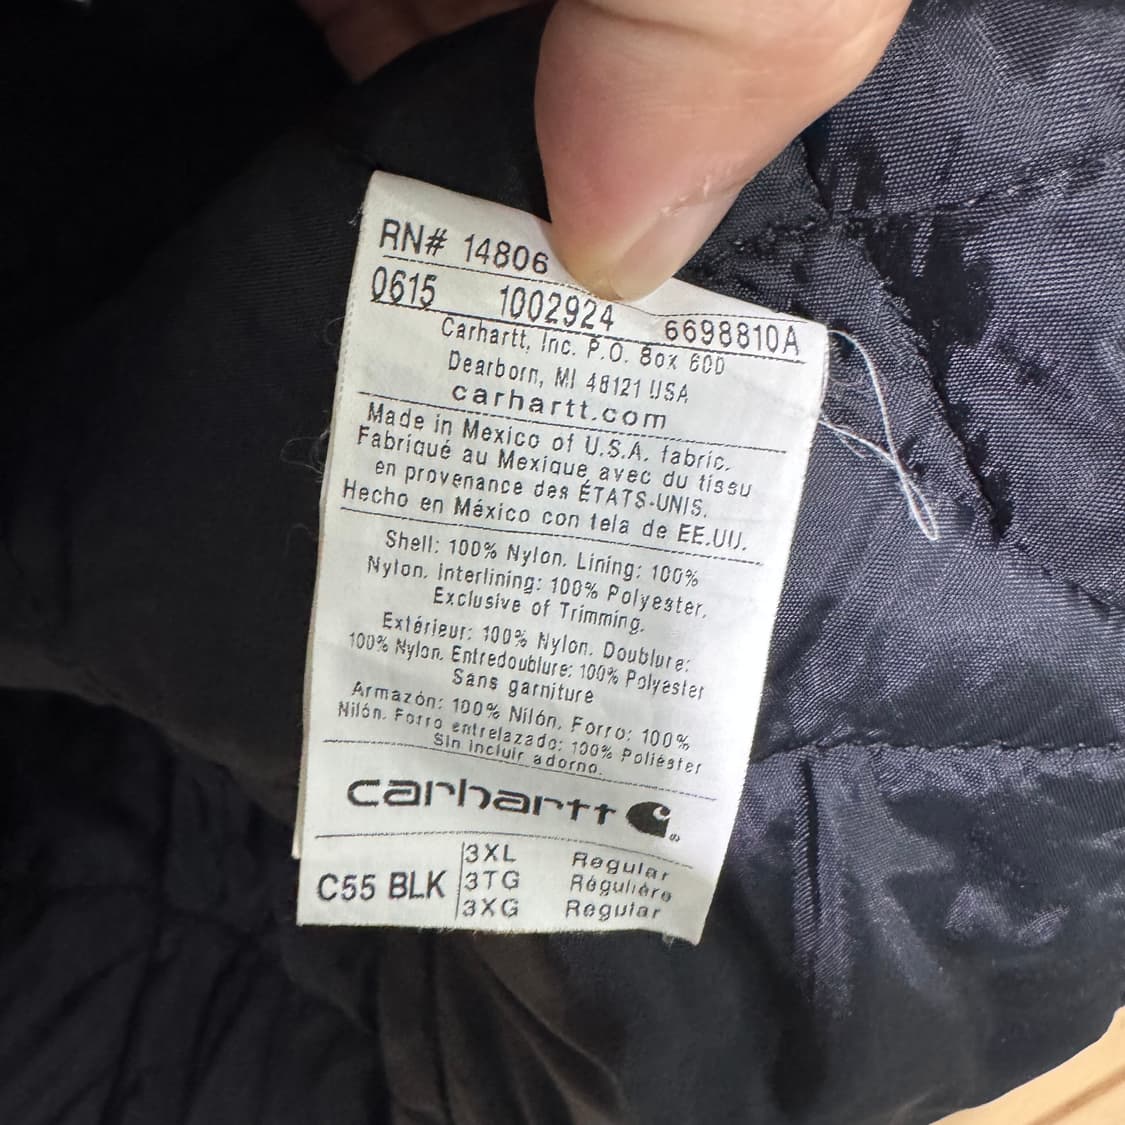 RN# 14806
0615 1002924 6698810A
Carhartt, Inc. P.O. Box 600
Dearborn, MI 48121 USA
carhartt.com
Made in Mexico of U.S.A. fabric.
Fabriqué au Mexique avec du tissu
en provenance des ÉTATS-UNIS.
Hecho en México con tela de EE.UU.
Shell: 100% Nylon. Lining: 100%
Nylon. Interlining: 100% Polyester.
Exclusive of Trimming.
Extérieur: 100% Nylon. Doublure:
100% Nylon. Entredoublure: 100% Polyester
Sans garniture
Armazón: 100% Nilón. Forro: 100%
Nilón. Forro entrelazado: 100% Poliéster
Sin incluir adorno.
carhartt
C55 BLK
3XL Regular
3TG Régulière
3XG Regular